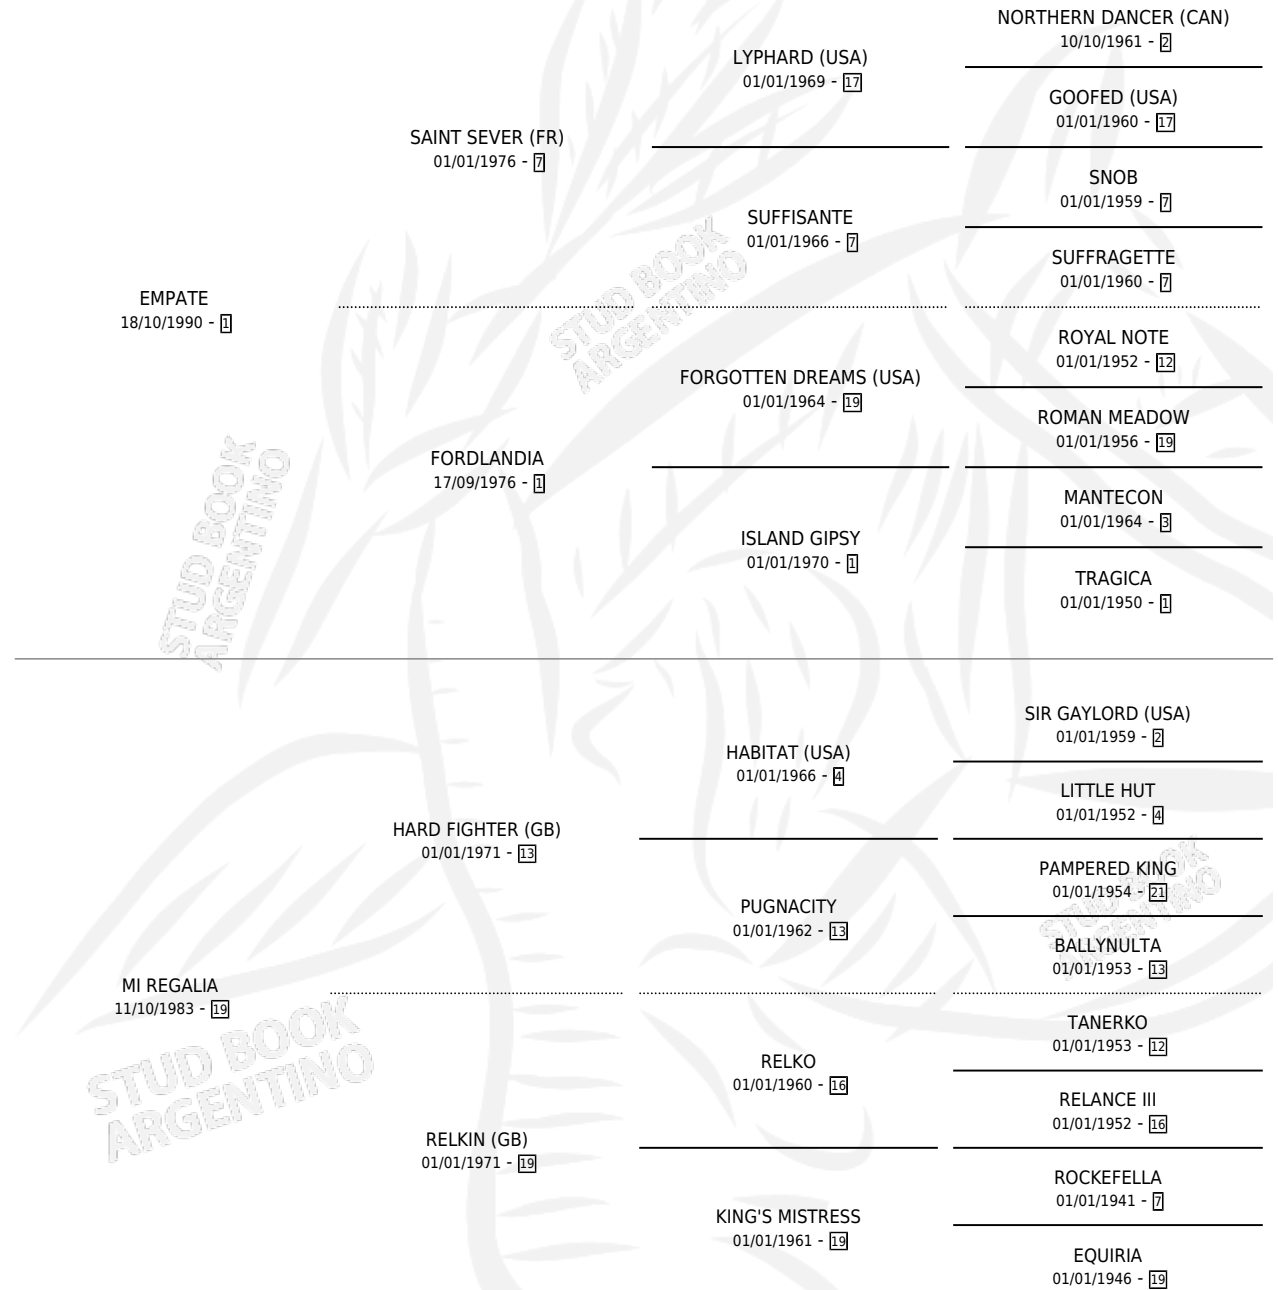 NORTHERN DANCER (CAN)
10/10/1961 - 2
LYPHARD (USA)
01/01/1969 - 17
GOOFED (USA)
01/01/1960 - 17
SAINT SEVER (FR)
01/01/1976 - 7
SNOB
01/01/1959 - 7
SUFFISANTE
01/01/1966 - 7
SUFFRAGETTE
01/01/1960 - 7
EMPATE
18/10/1990 - 1
ROYAL NOTE
01/01/1952 - 12
FORGOTTEN DREAMS (USA)
01/01/1964 - 19
ROMAN MEADOW
01/01/1956 - 19
FORDLANDIA
17/09/1976 - 1
MANTECON
01/01/1964 - 3
ISLAND GIPSY
01/01/1970 - 1
TRAGICA
01/01/1950 - 1
SIR GAYLORD (USA)
01/01/1959 - 2
HABITAT (USA)
01/01/1966 - 4
LITTLE HUT
01/01/1952 - 4
HARD FIGHTER (GB)
01/01/1971 - 13
PAMPERED KING
01/01/1954 - 21
PUGNACITY
01/01/1962 - 13
BALLYNULTA
01/01/1953 - 13
MI REGALIA
11/10/1983 - 19
TANERKO
01/01/1953 - 12
RELKO
01/01/1960 - 16
RELANCE III
01/01/1952 - 16
RELKIN (GB)
01/01/1971 - 19
ROCKEFELLA
01/01/1941 - 7
KING'S MISTRESS
01/01/1961 - 19
EQUIRIA
01/01/1946 - 19
STUD BOOK
ARGENTINO
STUD BOOK
ARGENTINO
STUD BOOK
ARGENTINO
STUD BOOK
ARGENTINO